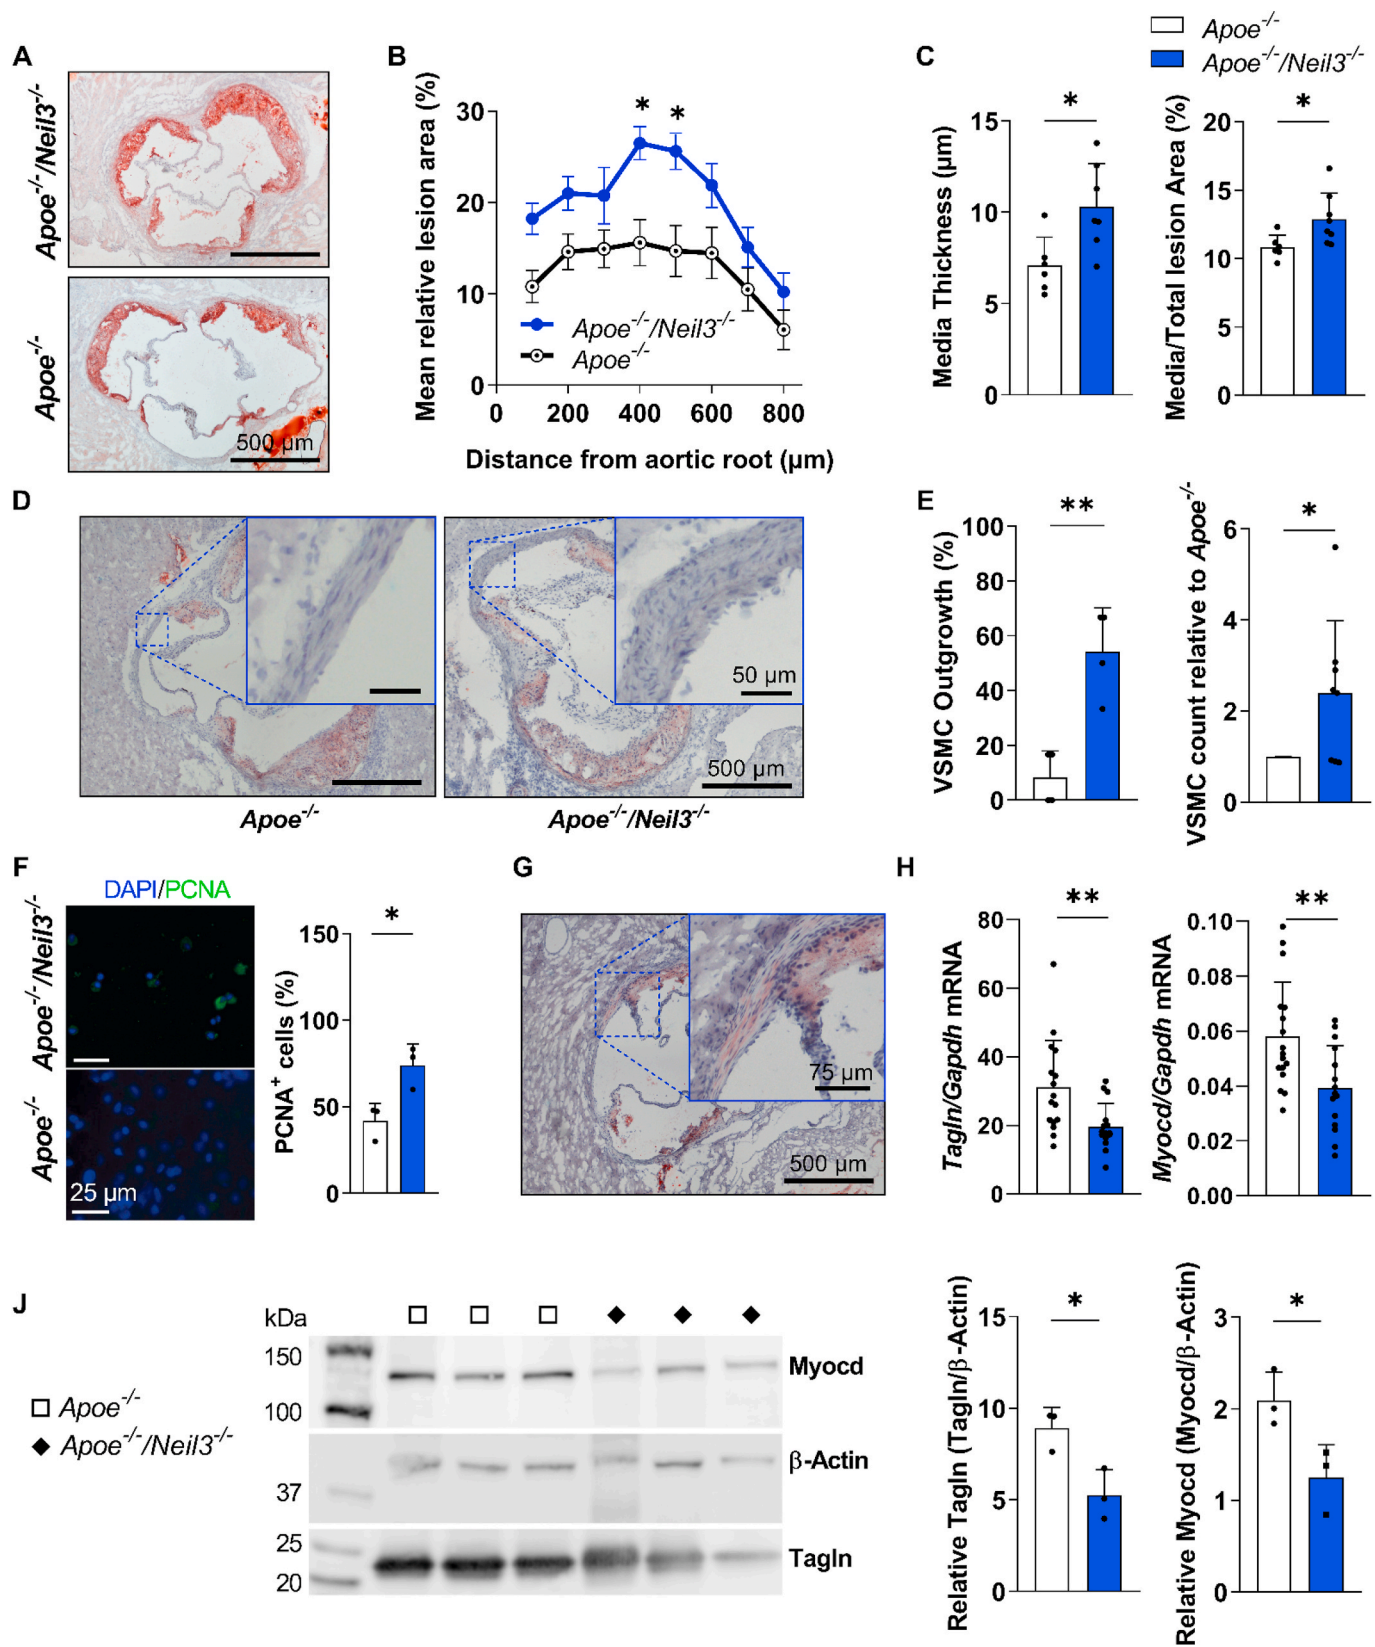 Apoe-/-
Apoe-/-/Neil3-/-
A
Apoe-/-/Neil3-/-
Apoe-/-
500 μm
B
Mean relative lesion area (%)
30
20
10
0
* *
Apoe-/-/Neil3-/-
Apoe-/-
0 200 400 600 800
Distance from aortic root (μm)
C
Media Thickness (μm)
15
10
5
0
*
Media/Total lesion Area (%)
20
15
10
5
0
*
D
50 μm
500 μm
Apoe-/-
Apoe-/-/Neil3-/-
E
VSMC Outgrowth (%)
100
80
60
40
20
0
**
VSMC count relative to Apoe-/-
6
4
2
0
*
F
DAPI/PCNA
Apoe-/-/Neil3-/-
Apoe-/-
25 μm
PCNA+ cells (%)
150
100
50
0
*
G
75 μm
500 μm
H
Tagln/Gapdh mRNA
80
60
40
20
0
**
Myocd/Gapdh mRNA
0.10
0.08
0.06
0.04
0.02
0.00
**
J
Apoe-/-
Apoe-/-/Neil3-/-
kDa
150
100
Myocd
37
β-Actin
25
20
Tagln
Relative Tagln (Tagln/β-Actin)
15
10
5
0
*
Relative Myocd (Myocd/β-Actin)
3
2
1
0
*